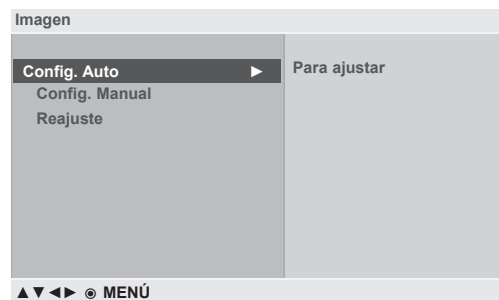 Imagen
Config. Auto ► Para ajustar
Config. Manual
Reajuste
▲▼◄► ◉ MENÚ